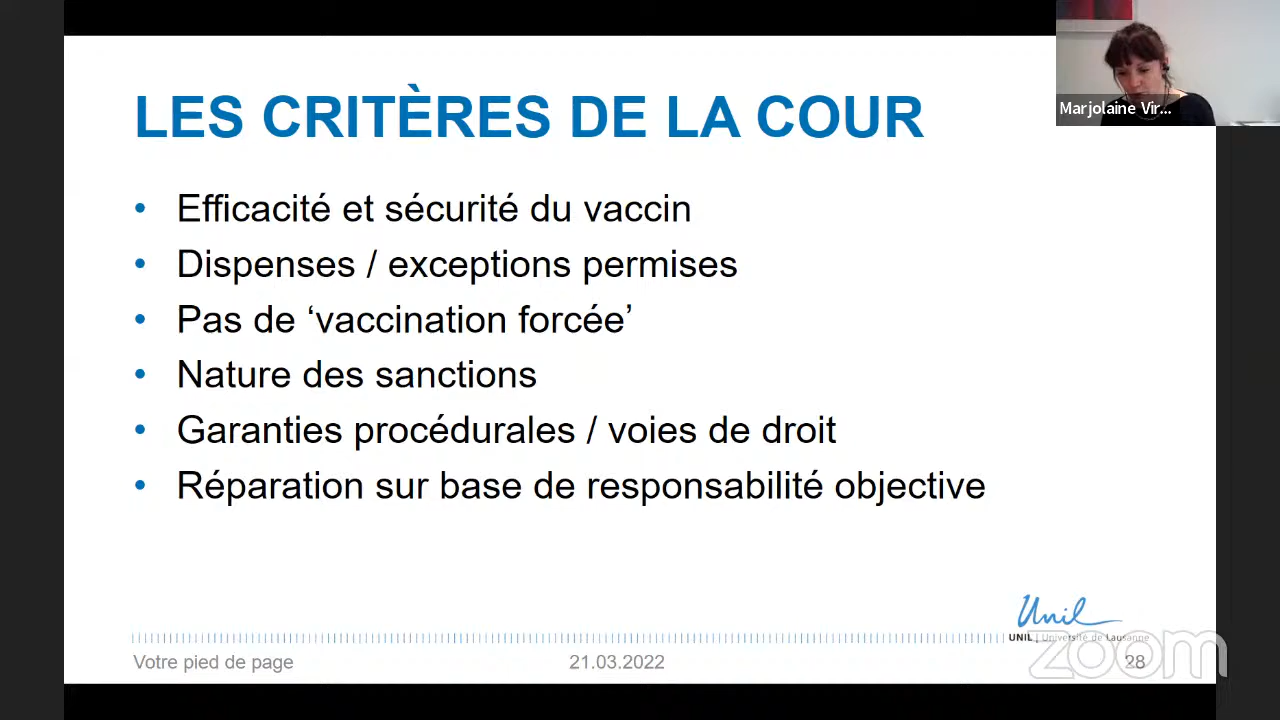 LES CRITÈRES DE LA COUR
Marjolaine Vir...
• Efficacité et sécurité du vaccin
• Dispenses / exceptions permises
• Pas de ‘vaccination forcée’
• Nature des sanctions
• Garanties procédurales / voies de droit
• Réparation sur base de responsabilité objective
Unil
UNIL | Université de Lausanne
Votre pied de page
21.03.2022
28
zoom